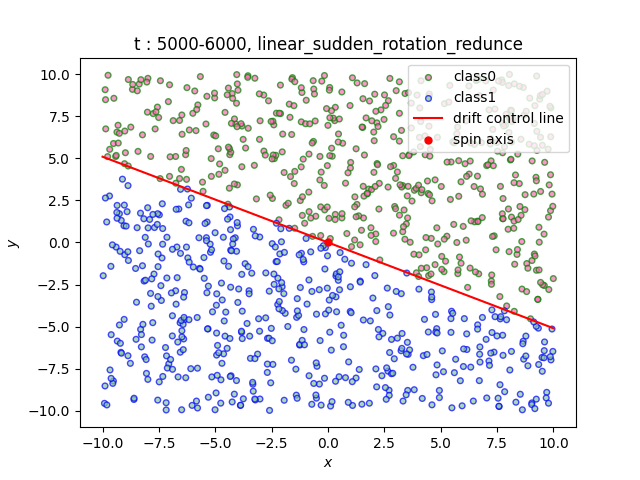 t : 5000-6000, linear_sudden_rotation_redunce
class0
class1
drift control line
spin axis
10.0
7.5
5.0
2.5
0.0
−2.5
−5.0
−7.5
−10.0
y
−10.0 −7.5 −5.0 −2.5 0.0 2.5 5.0 7.5 10.0
x